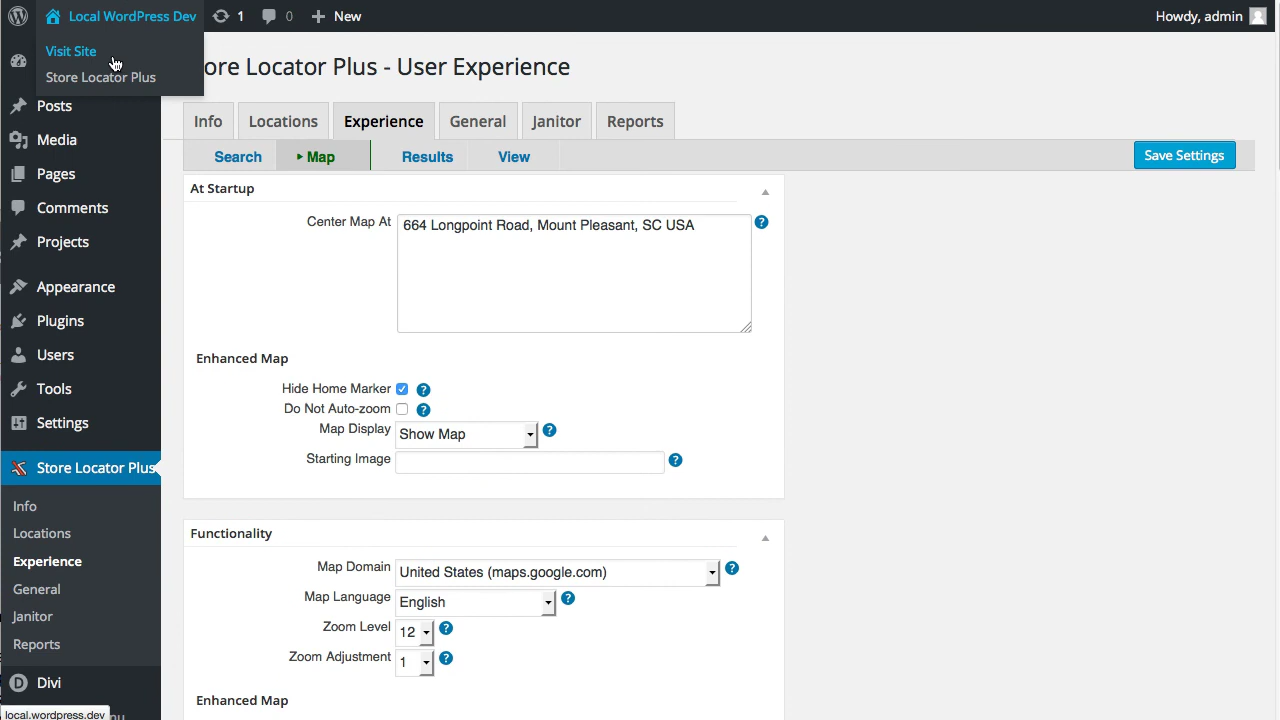 Local WordPress Dev
1
0
New
Howdy, admin
Visit Site
Store Locator Plus
ore Locator Plus - User Experience
Posts
Media
Pages
Comments
Projects
Appearance
Plugins
Users
Tools
Settings
Store Locator Plus
Info
Locations
Experience
General
Janitor
Reports
Divi
local.wordpress.dev
nu
Info
Locations
Experience
General
Janitor
Reports
Search
Map
Results
View
Save Settings
At Startup
Center Map At
664 Longpoint Road, Mount Pleasant, SC USA
?
Enhanced Map
Hide Home Marker ?
Do Not Auto-zoom ?
Map Display Show Map ?
Starting Image ?
Functionality
Map Domain United States (maps.google.com) ?
Map Language English ?
Zoom Level 12 ?
Zoom Adjustment 1 ?
Enhanced Map